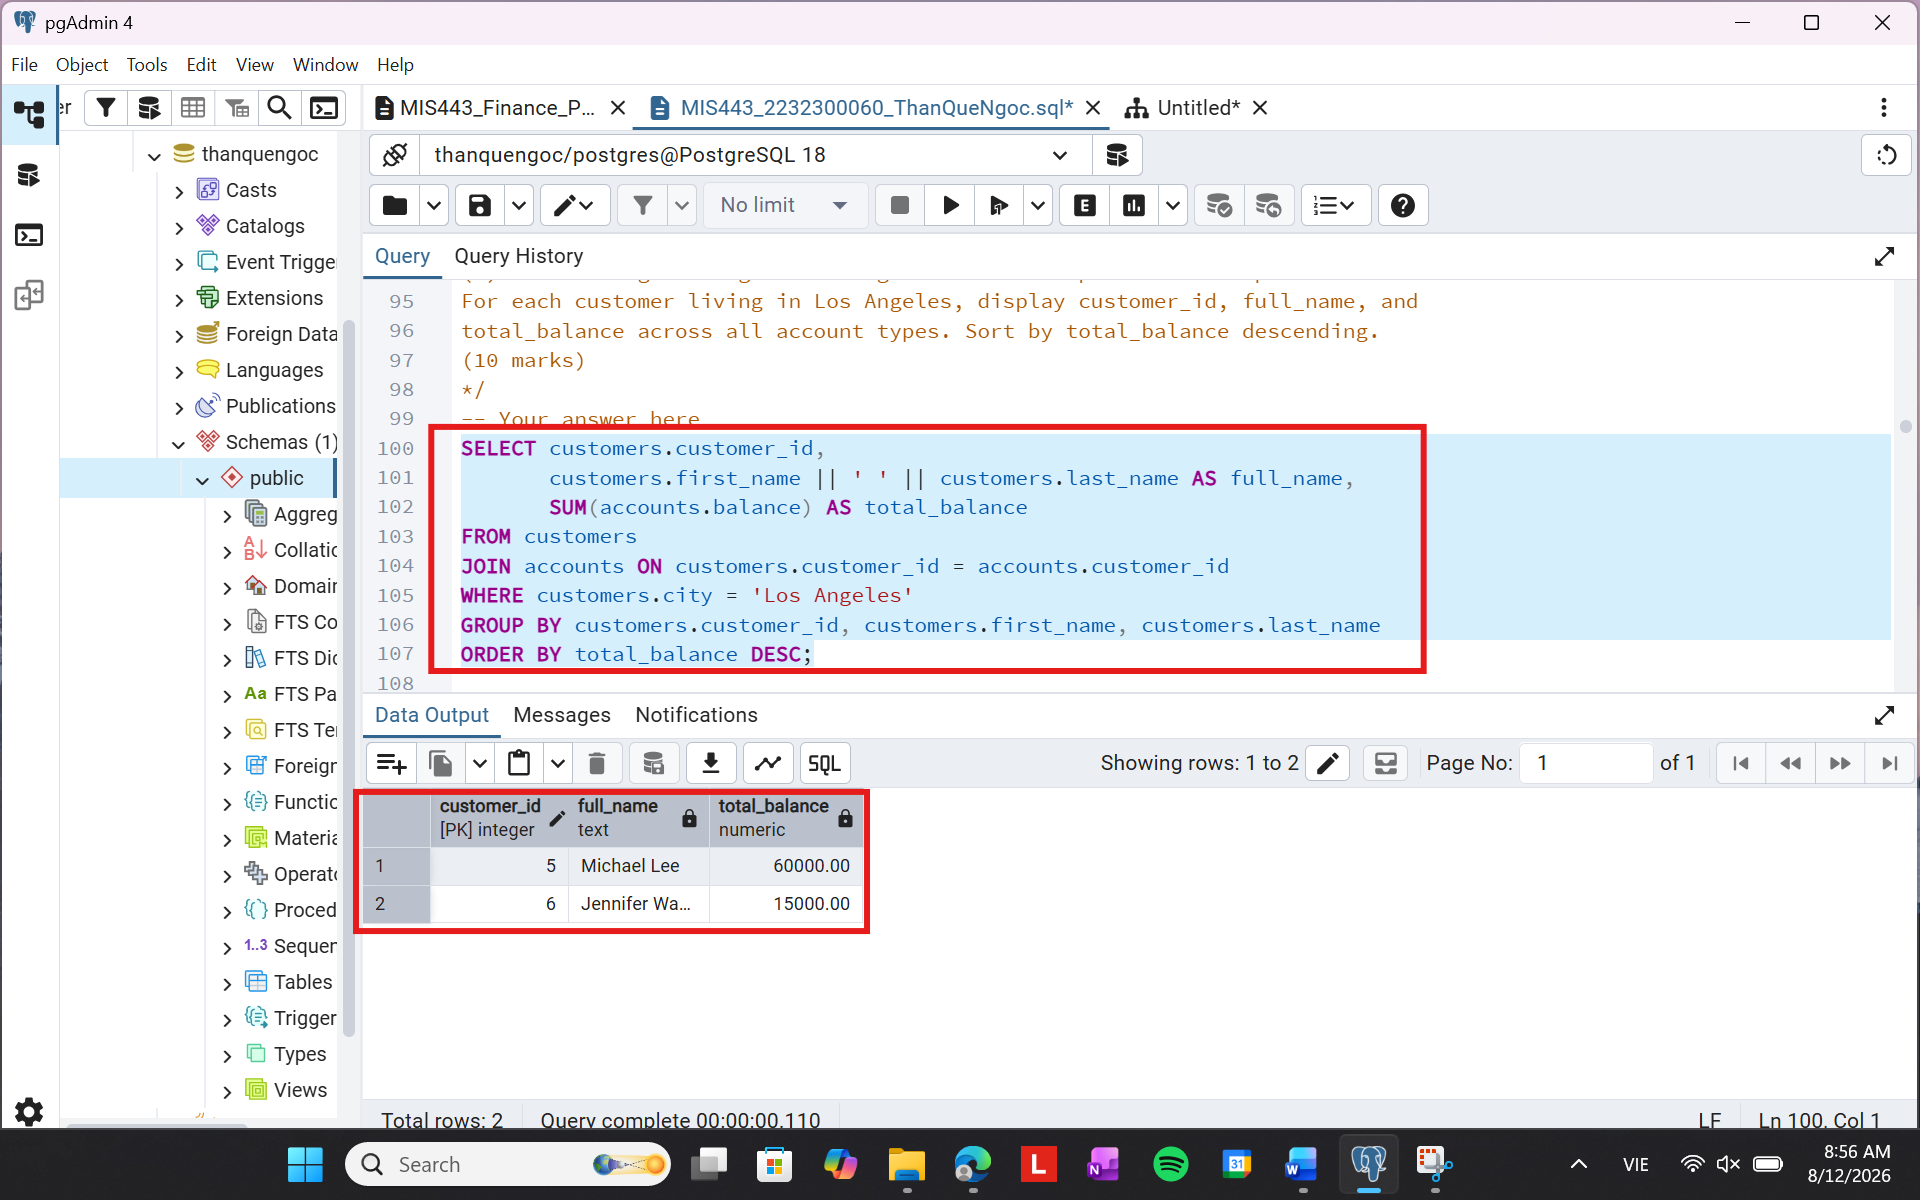 pgAdmin 4
File Object Tools Edit View Window Help
er
MIS443_Finance_P... MIS443_2232300060_ThanQueNgoc.sql* Untitled*
thanquengoc/postgres@PostgreSQL 18
No limit
Query Query History
95 For each customer living in Los Angeles, display customer_id, full_name, and
96 total_balance across all account types. Sort by total_balance descending.
97 (10 marks)
98 */
99 -- Your answer here
100 SELECT customers.customer_id,
101 customers.first_name || ' ' || customers.last_name AS full_name,
102 SUM(accounts.balance) AS total_balance
103 FROM customers
104 JOIN accounts ON customers.customer_id = accounts.customer_id
105 WHERE customers.city = 'Los Angeles'
106 GROUP BY customers.customer_id, customers.first_name, customers.last_name
107 ORDER BY total_balance DESC;
108
thanquengoc
Casts
Catalogs
Event Trigge
Extensions
Foreign Data
Languages
Publications
Schemas (1)
public
Aggreg
Collatic
Domair
FTS Co
FTS Dic
Aa FTS Pa
FTS Te
Foreign
Functio
Materia
Operato
Proced
1..3 Sequer
Tables
Trigger
Types
Views
Data Output Messages Notifications
SQL
Showing rows: 1 to 2 Page No: 1 of 1
customer_id full_name total_balance
[PK] integer text numeric
1 5 Michael Lee 60000.00
2 6 Jennifer Wa... 15000.00
Total rows: 2 Query complete 00:00:00.110 LF Ln 100, Col 1
Search
VIE
8:56 AM
8/12/2026